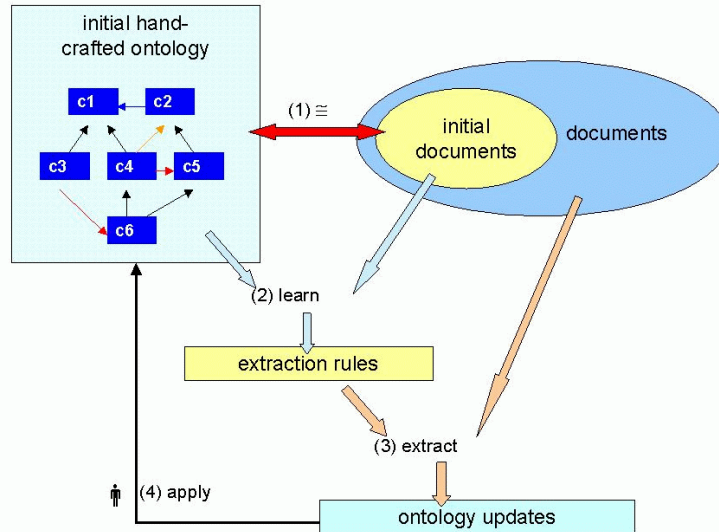 initial hand-
crafted ontology
c1
c2
c3
c4
c5
c6
(1) ≅
initial
documents
documents
(2) learn
extraction rules
(3) extract
(4) apply
ontology updates